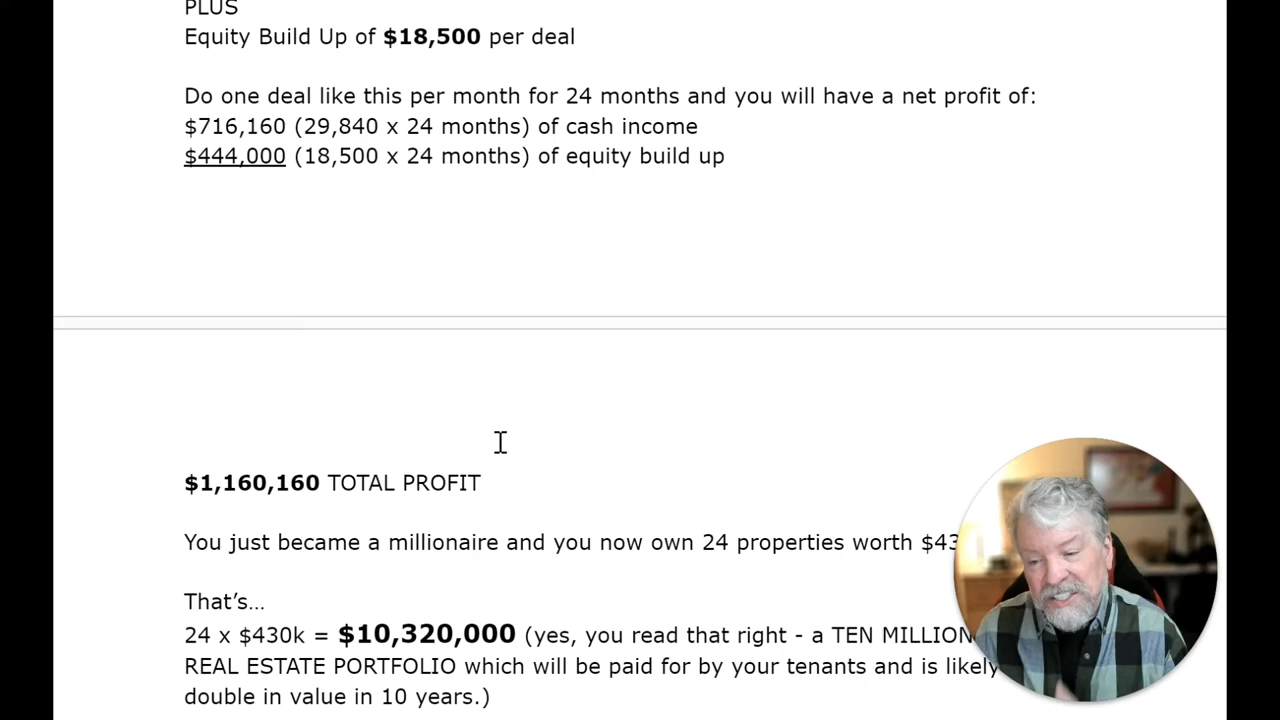 PLUS
Equity Build Up of $18,500 per deal
Do one deal like this per month for 24 months and you will have a net profit of:
$716,160 (29,840 x 24 months) of cash income
$444,000 (18,500 x 24 months) of equity build up
$1,160,160 TOTAL PROFIT
You just became a millionaire and you now own 24 properties worth $43
That's…
24 x $430k = $10,320,000 (yes, you read that right - a TEN MILLION
REAL ESTATE PORTFOLIO which will be paid for by your tenants and is likely
double in value in 10 years.)